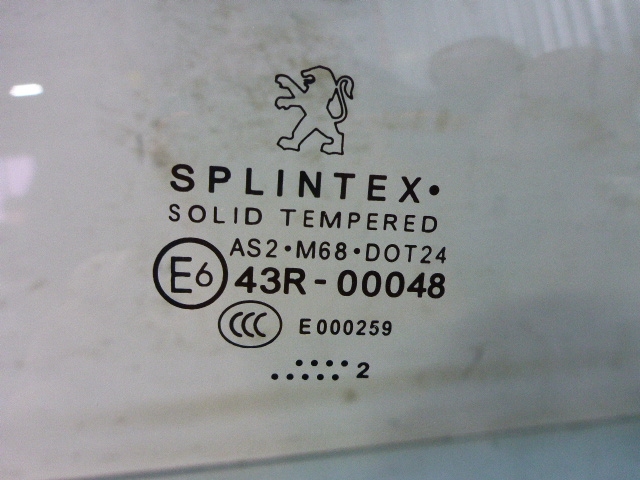 SPLINTEX•
SOLID TEMPERED
AS2•M68•DOT24
E6 43R-00048
CCC E000259
•••• 
••••• 2